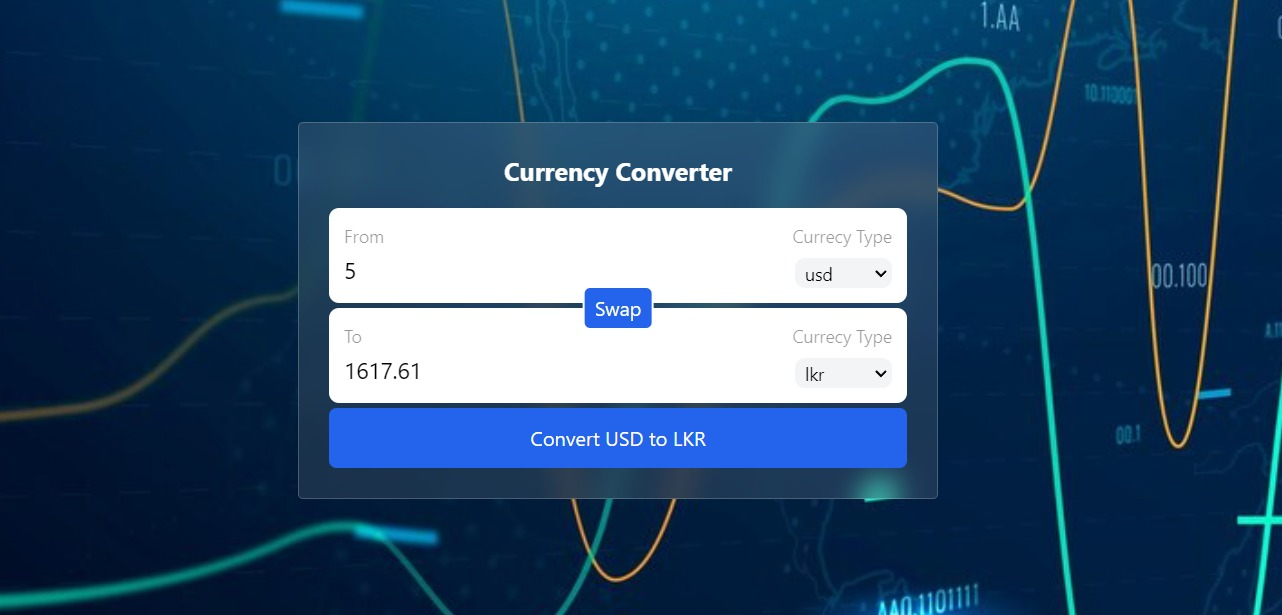 1.AA
10.110001
Currency Converter
From
Currecy Type
5
usd
00.100
Swap
To
Currecy Type
1617.61
lkr
00.1
Convert USD to LKR
AA0.1101111